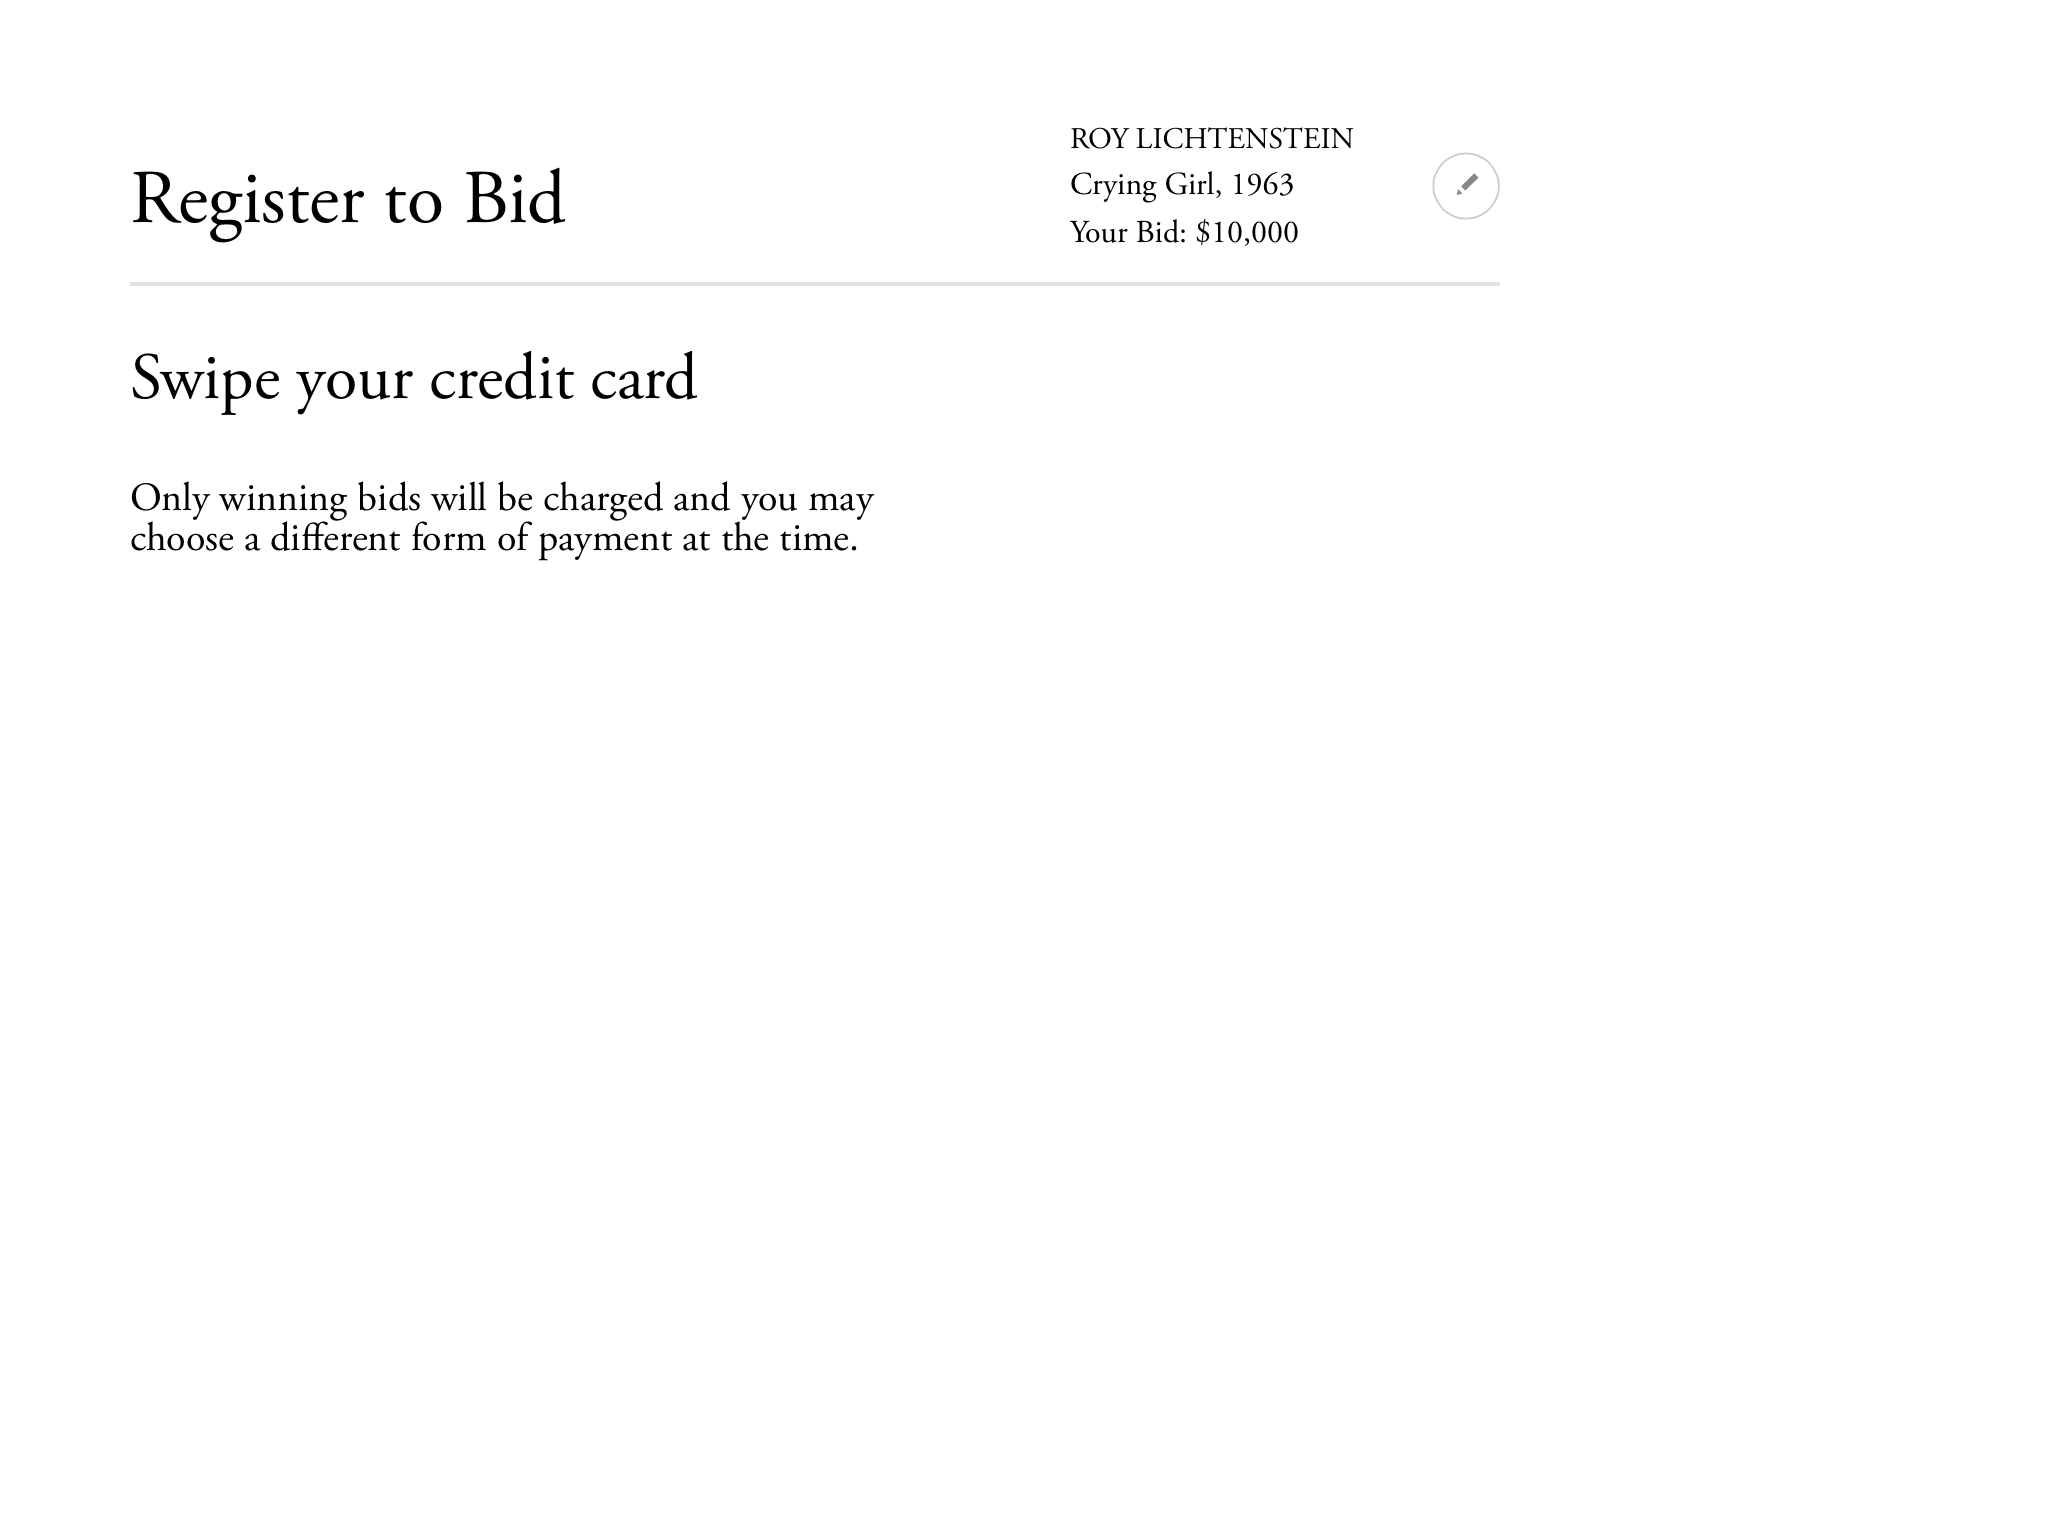 Register to Bid
ROY LICHTENSTEIN
Crying Girl, 1963
Your Bid: $10,000
Swipe your credit card
Only winning bids will be charged and you may
choose a different form of payment at the time.